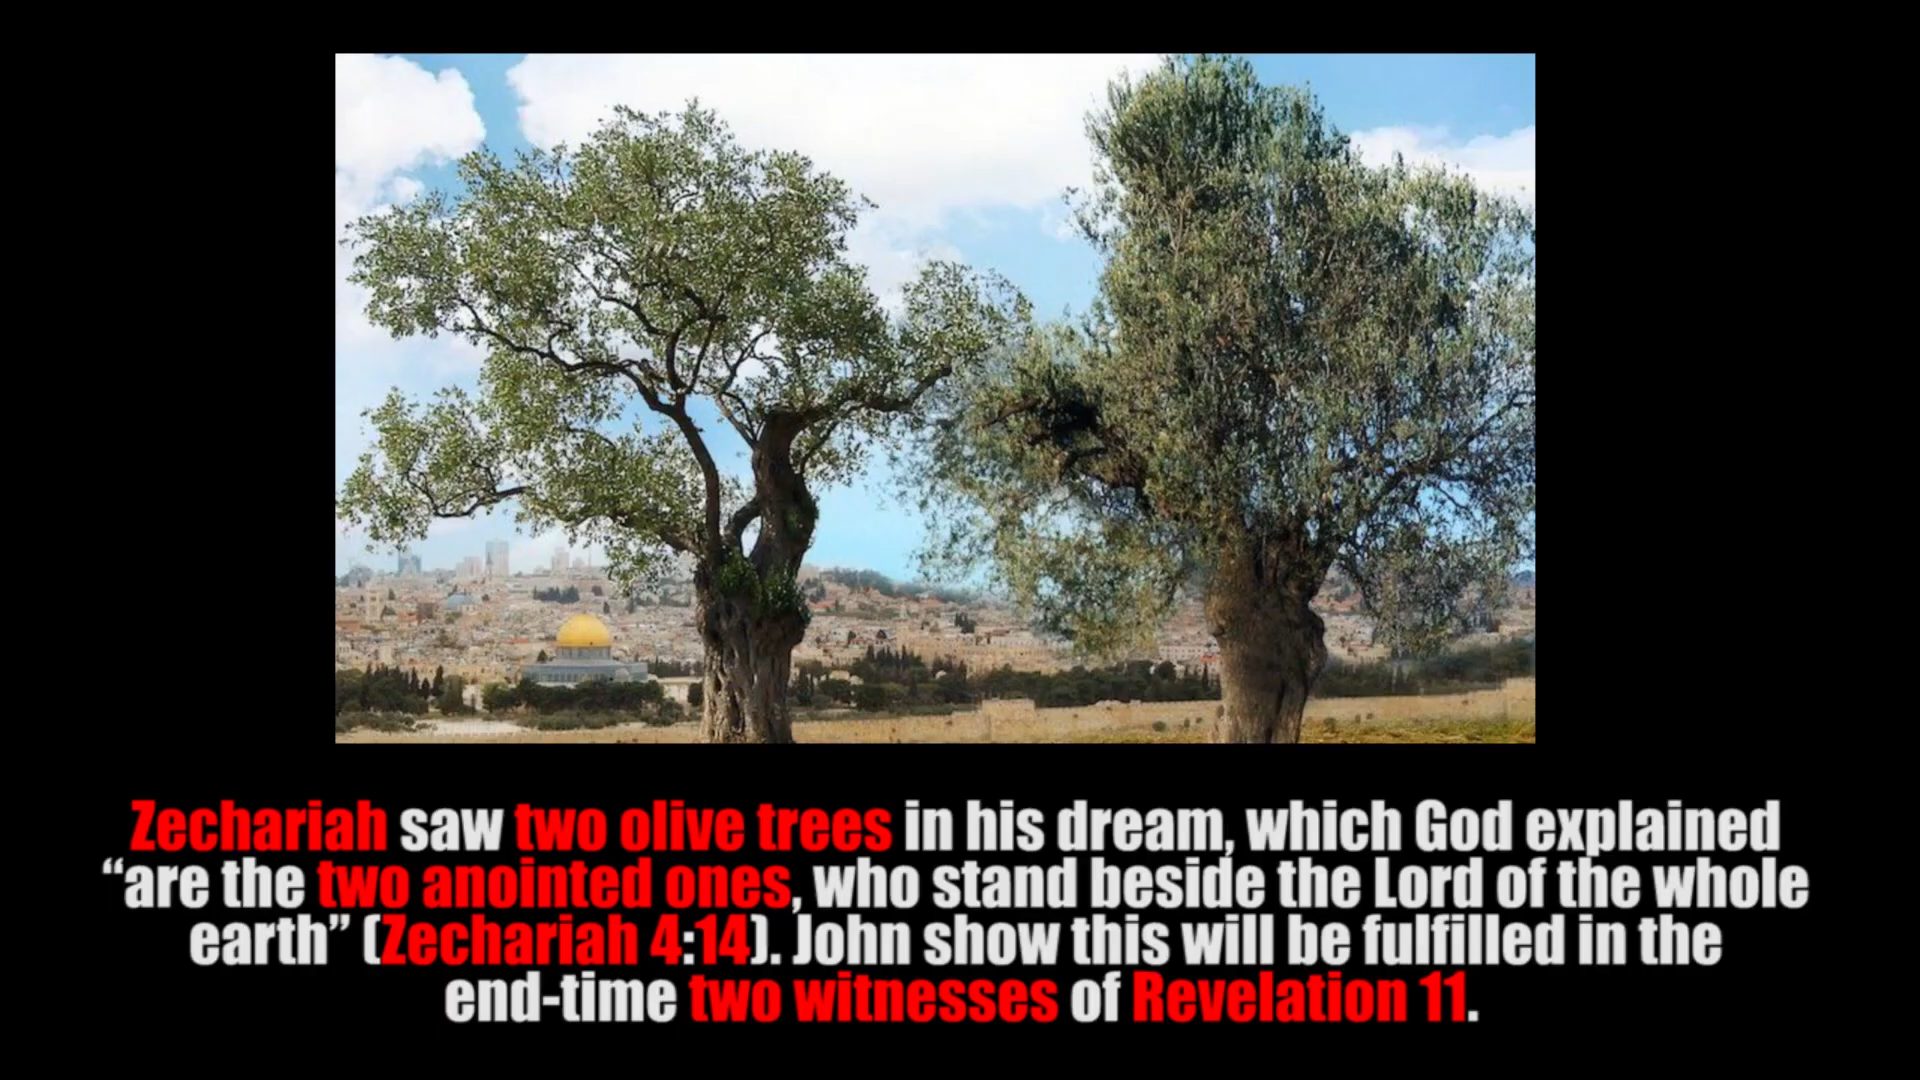 Zechariah saw two olive trees in his dream, which God explained
“are the two anointed ones, who stand beside the Lord of the whole
earth” (Zechariah 4:14). John show this will be fulfilled in the
end-time two witnesses of Revelation 11.